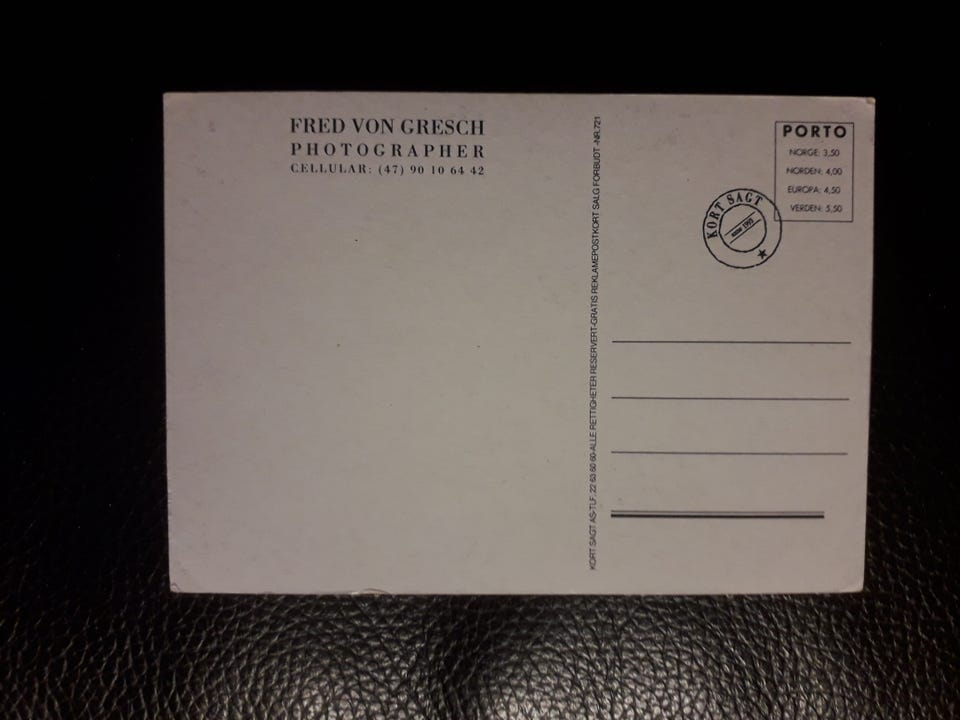 FRED VON GRESCH
PHOTOGRAPHER
CELLULAR: (47) 90 10 64 42
KORT SAGT AS-TLF. 22 63 60 60-ALLE RETTIGHETER RESERVERT-GRATIS REKLAMEPOSTKORT SALG FORBUDT -NR.721
PORTO
NORGE: 3,50
NORDEN: 4,00
EUROPA: 4,50
VERDEN: 5,50
KORT SAGT
1993